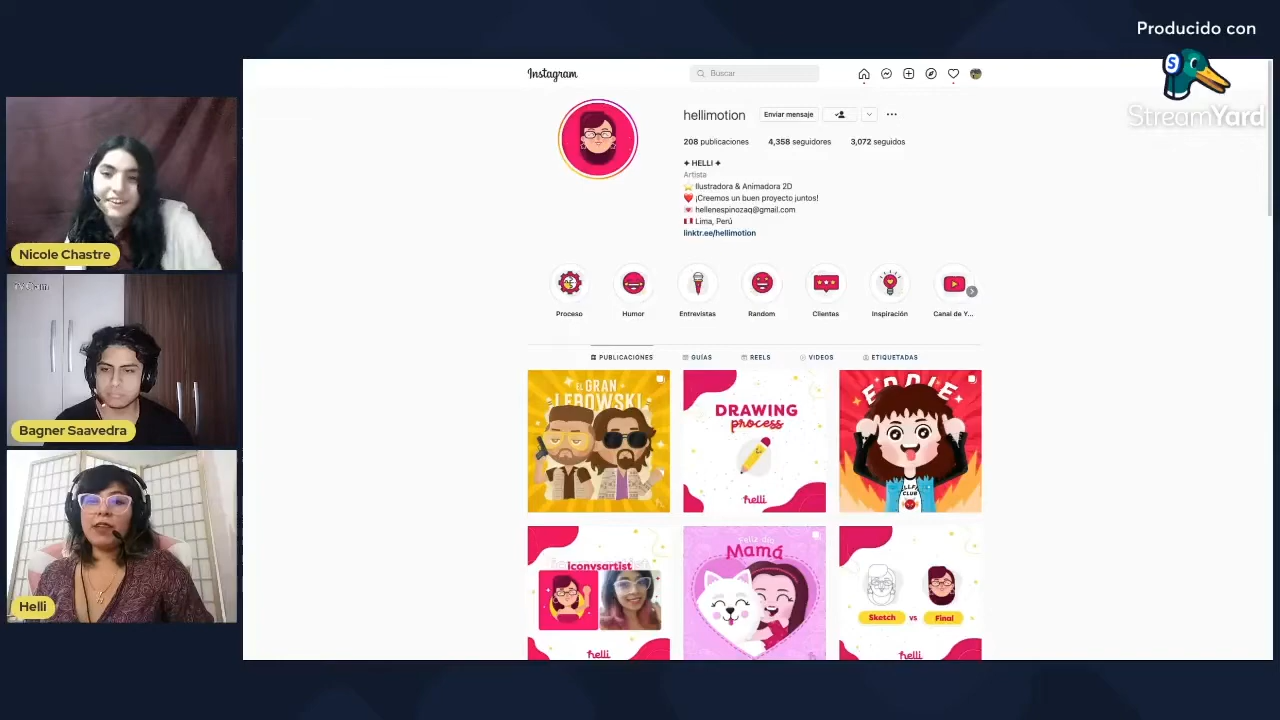 Producido con
StreamYard
Nicole Chastre
Bagner Saavedra
Helli
Instagram
Buscar
hellimotion
Enviar mensaje
208 publicaciones
4,358 seguidores
3,072 seguidos
✦ HELLI ✦
Artista
Ilustradora & Animadora 2D
¡Creemos un buen proyecto juntos!
hellenespinozaq@gmail.com
Lima, Perú
linktr.ee/hellimotion
Proceso
Humor
Entrevistas
Random
Clientes
Inspiración
Canal de Y...
PUBLICACIONES
GUÍAS
REELS
VIDEOS
ETIQUETADAS
EL GRAN
LEBOWSKI
DRAWING
process
helli
EDDIE
CLUB
iconysartist
helli
Feliz día
Mamá
Sketch
vs
Final
helli